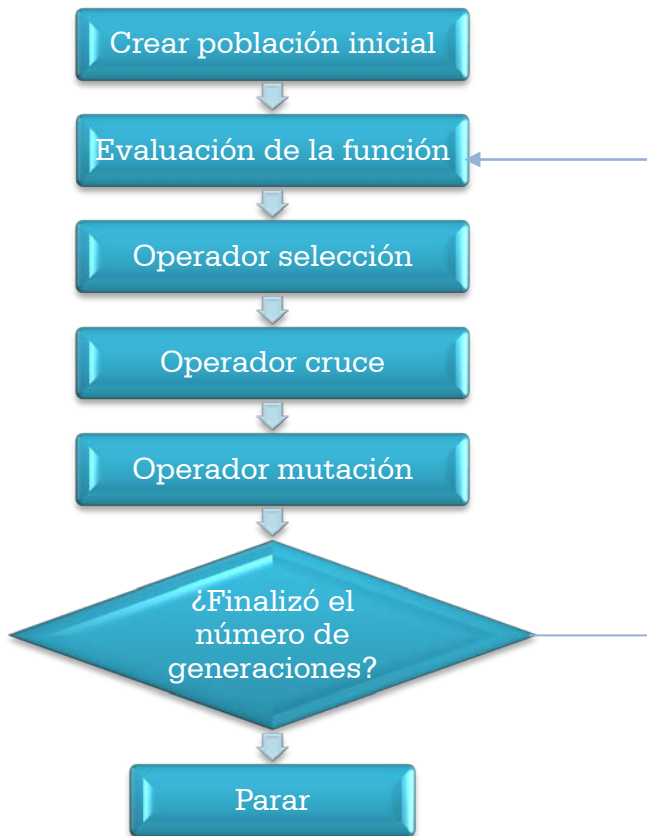 Crear población inicial
Evaluación de la función
Operador selección
Operador cruce
Operador mutación
¿Finalizó el
número de
generaciones?
Parar